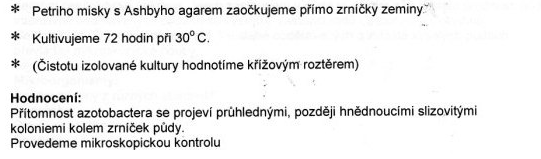 * Petriho misky s Ashbyho agarem zaočkujeme přímo zrníčky zeminy
* Kultivujeme 72 hodin při 30° C.
* (Čistotu izolované kultury hodnotíme křížovým roztěrem)
Hodnocení:
Přítomnost azotobactera se projeví průhlednými, později hnědnoucími slizovitými
koloniemi kolem zrníček půdy.
Provedeme mikroskopickou kontrolu